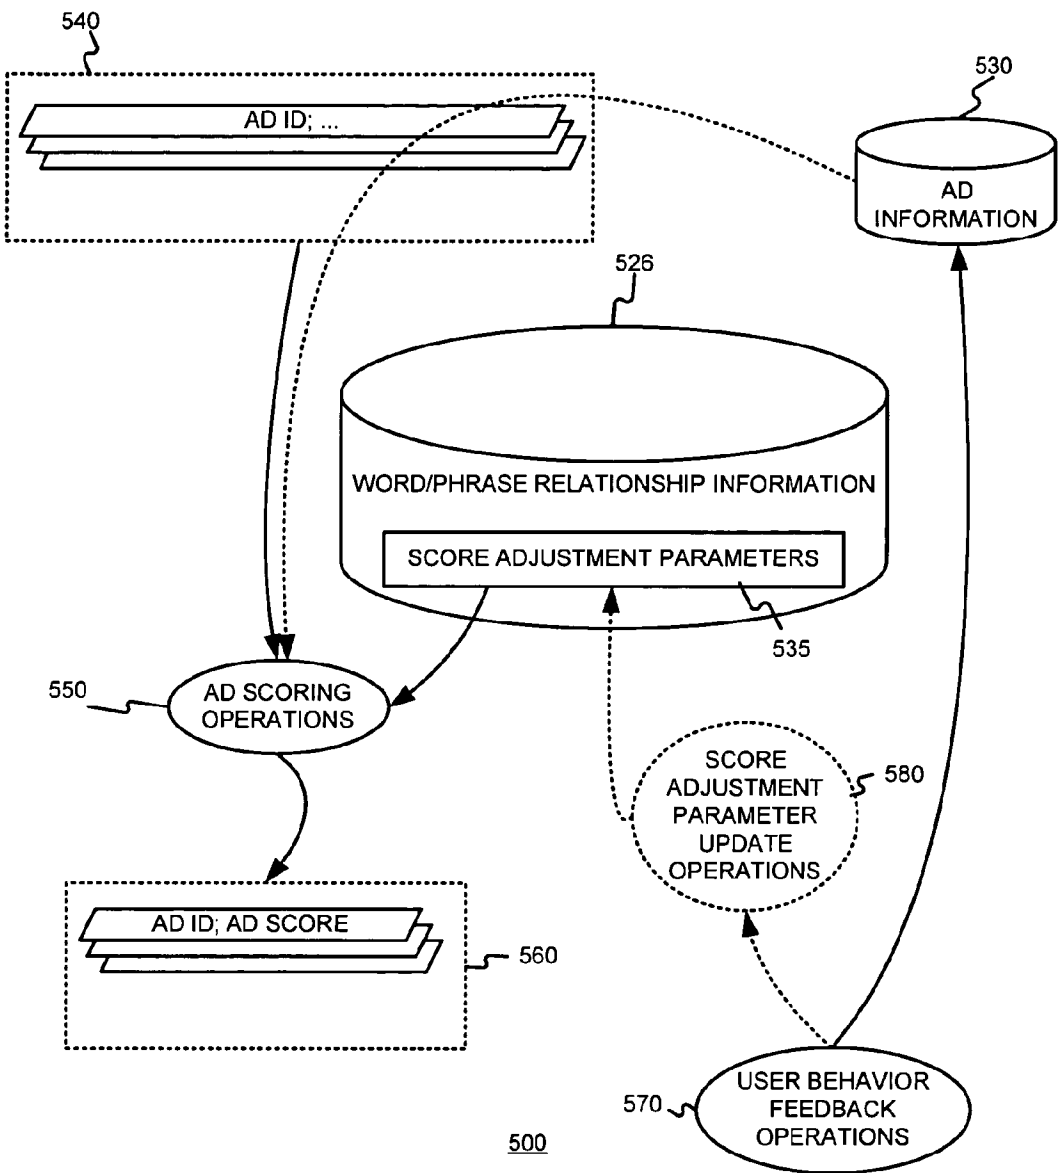 540
530
AD ID; ...
AD
INFORMATION
526
WORD/PHRASE RELATIONSHIP INFORMATION
SCORE ADJUSTMENT PARAMETERS
535
550
AD SCORING
OPERATIONS
SCORE
ADJUSTMENT
PARAMETER
UPDATE
OPERATIONS
580
AD ID; AD SCORE
560
570
USER BEHAVIOR
FEEDBACK
OPERATIONS
500